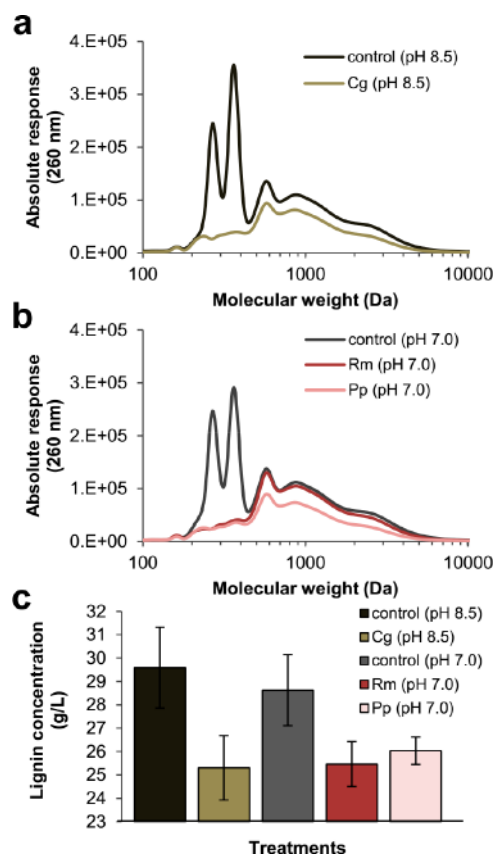 a
control (pH 8.5)
Cg (pH 8.5)
Absolute response
(260 nm)
4.E+05
3.E+05
2.E+05
1.E+05
0.E+00
100
1000
10000
Molecular weight (Da)
b
control (pH 7.0)
Rm (pH 7.0)
Pp (pH 7.0)
Absolute response
(260 nm)
4.E+05
3.E+05
2.E+05
1.E+05
0.E+00
100
1000
10000
Molecular weight (Da)
c
control (pH 8.5)
Cg (pH 8.5)
control (pH 7.0)
Rm (pH 7.0)
Pp (pH 7.0)
Lignin concentration
(g/L)
32
31
30
29
28
27
26
25
24
23
Treatments